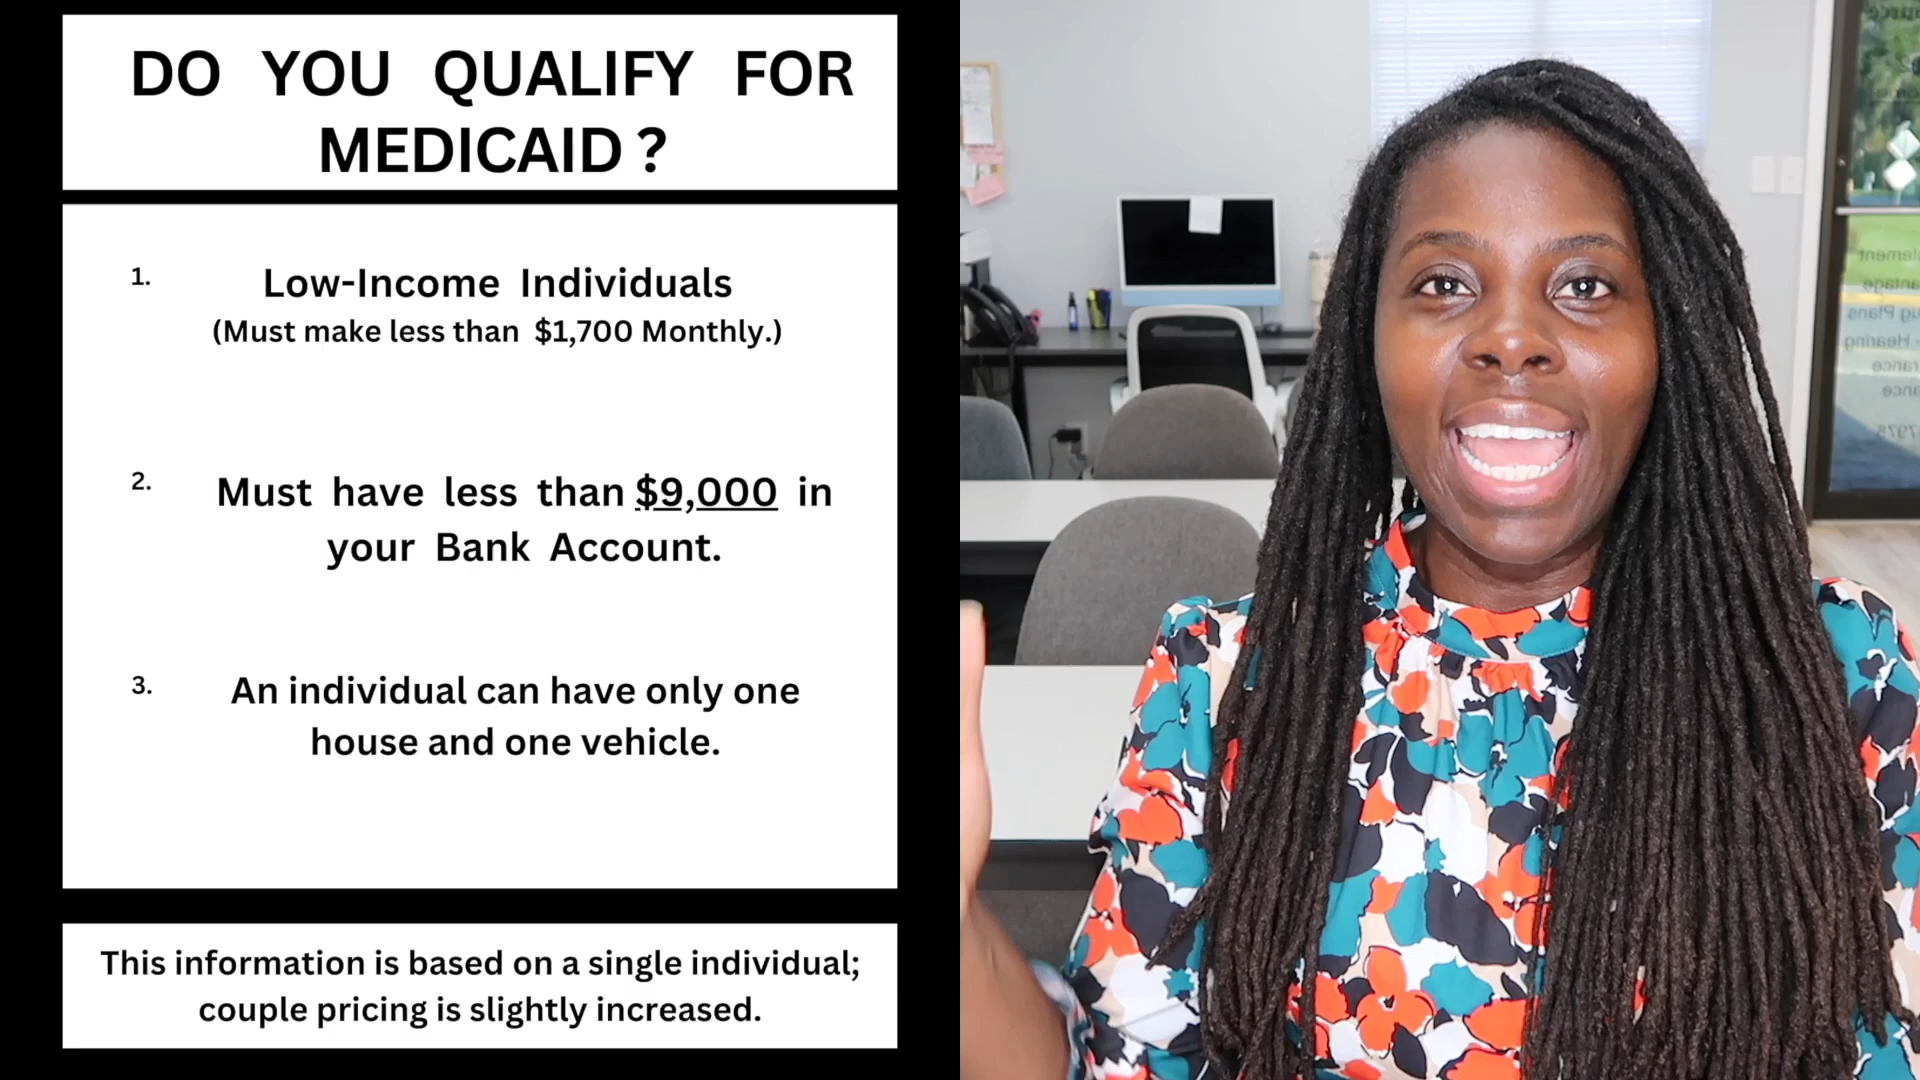 DO YOU QUALIFY FOR
MEDICAID ?
1. Low-Income Individuals
(Must make less than $1,700 Monthly.)
2. Must have less than $9,000 in
your Bank Account.
3. An individual can have only one
house and one vehicle.
This information is based on a single individual;
couple pricing is slightly increased.